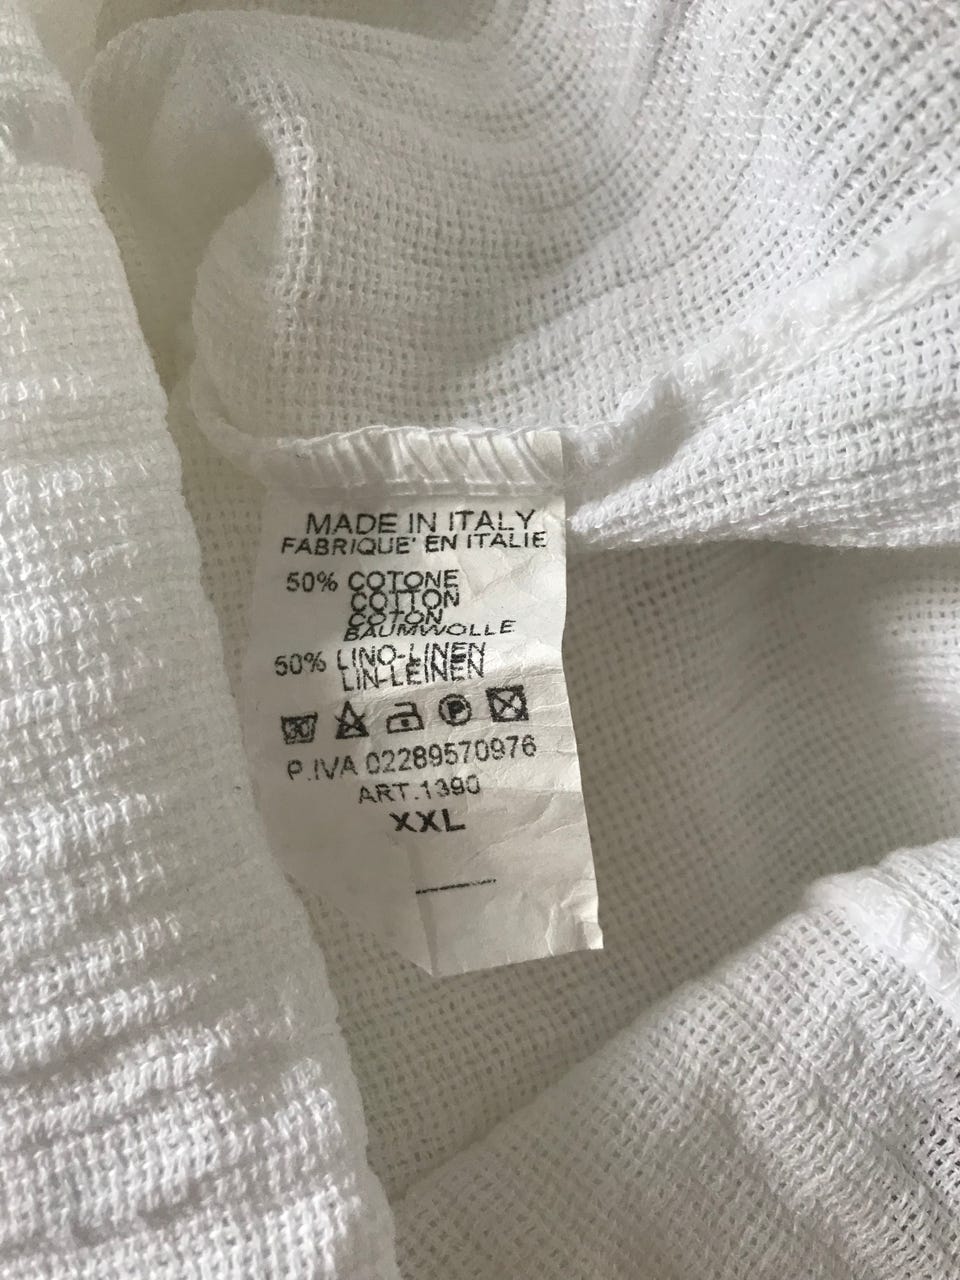 MADE IN ITALY
FABRIQUE' EN ITALIE
50% COTONE
COTTON
COTON
BAUMWOLLE
50% LINO-LINEN
LIN-LEINEN
30 P
P.IVA 02289570976
ART.1390
XXL